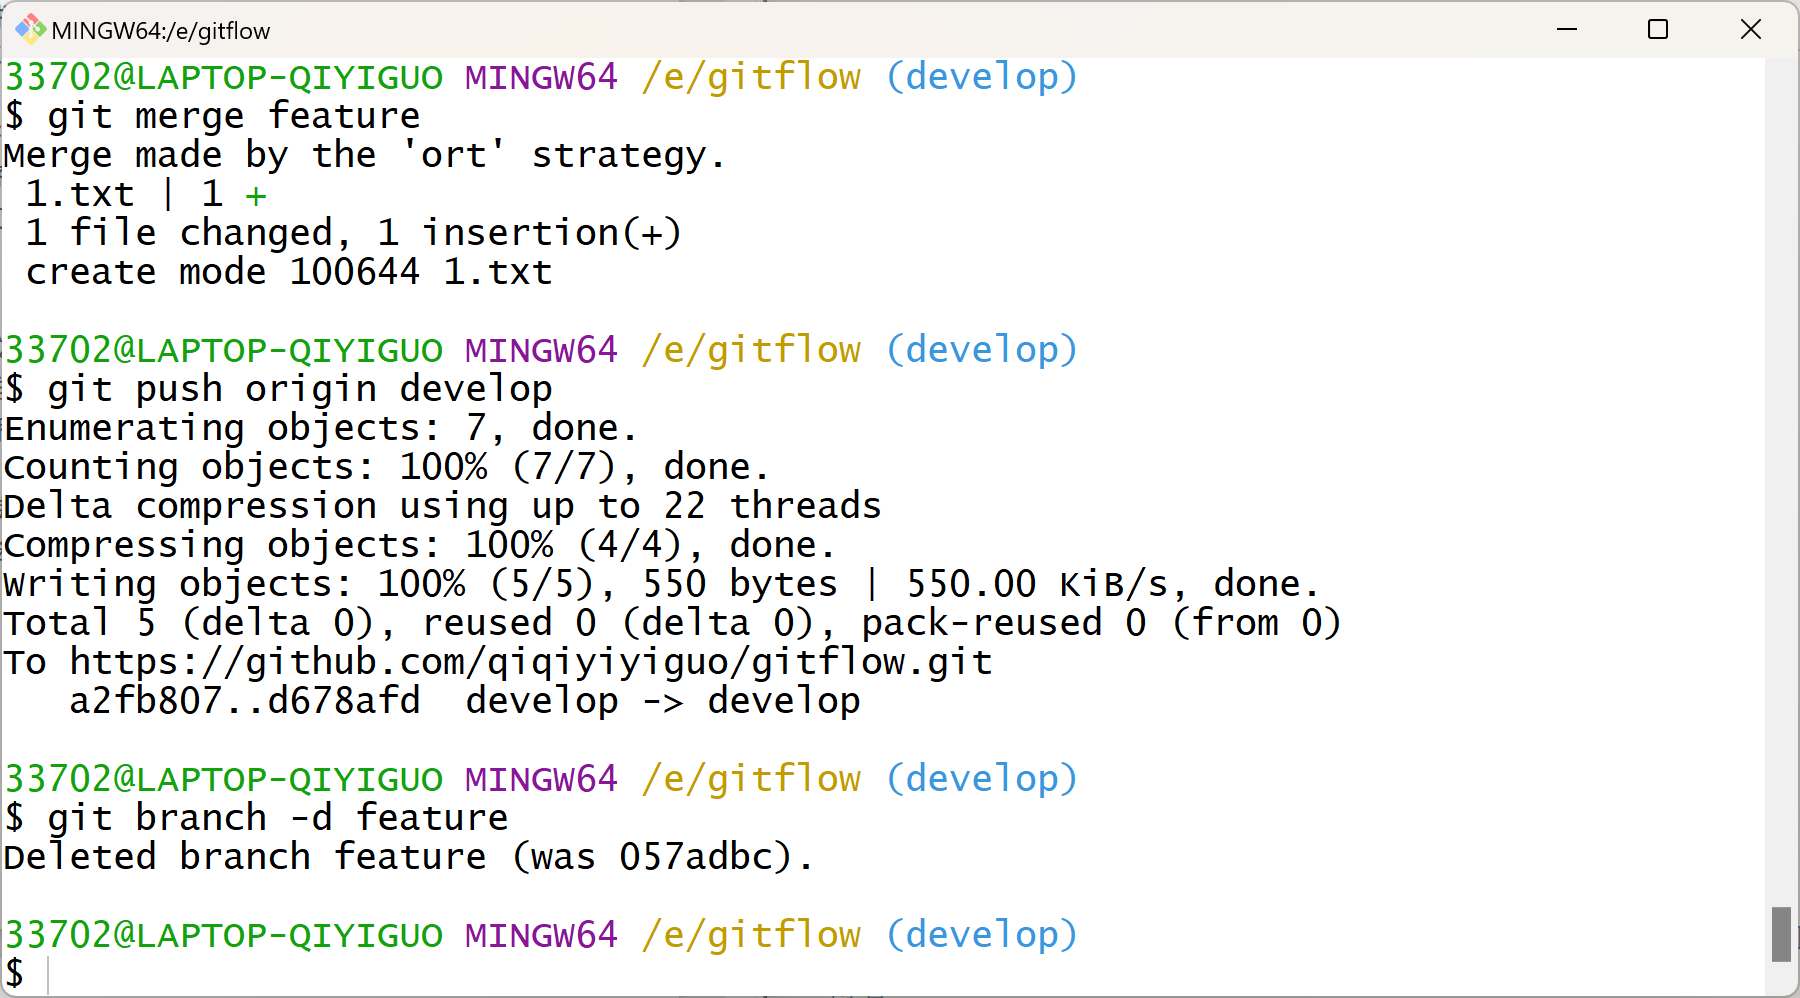 MINGW64:/e/gitflow
33702@LAPTOP-QIYIGUO MINGW64 /e/gitflow (develop)
$ git merge feature
Merge made by the 'ort' strategy.
 1.txt | 1 +
 1 file changed, 1 insertion(+)
 create mode 100644 1.txt

33702@LAPTOP-QIYIGUO MINGW64 /e/gitflow (develop)
$ git push origin develop
Enumerating objects: 7, done.
Counting objects: 100% (7/7), done.
Delta compression using up to 22 threads
Compressing objects: 100% (4/4), done.
Writing objects: 100% (5/5), 550 bytes | 550.00 KiB/s, done.
Total 5 (delta 0), reused 0 (delta 0), pack-reused 0 (from 0)
To https://github.com/qiqiyiyiguo/gitflow.git
   a2fb807..d678afd  develop -> develop

33702@LAPTOP-QIYIGUO MINGW64 /e/gitflow (develop)
$ git branch -d feature
Deleted branch feature (was 057adbc).

33702@LAPTOP-QIYIGUO MINGW64 /e/gitflow (develop)
$